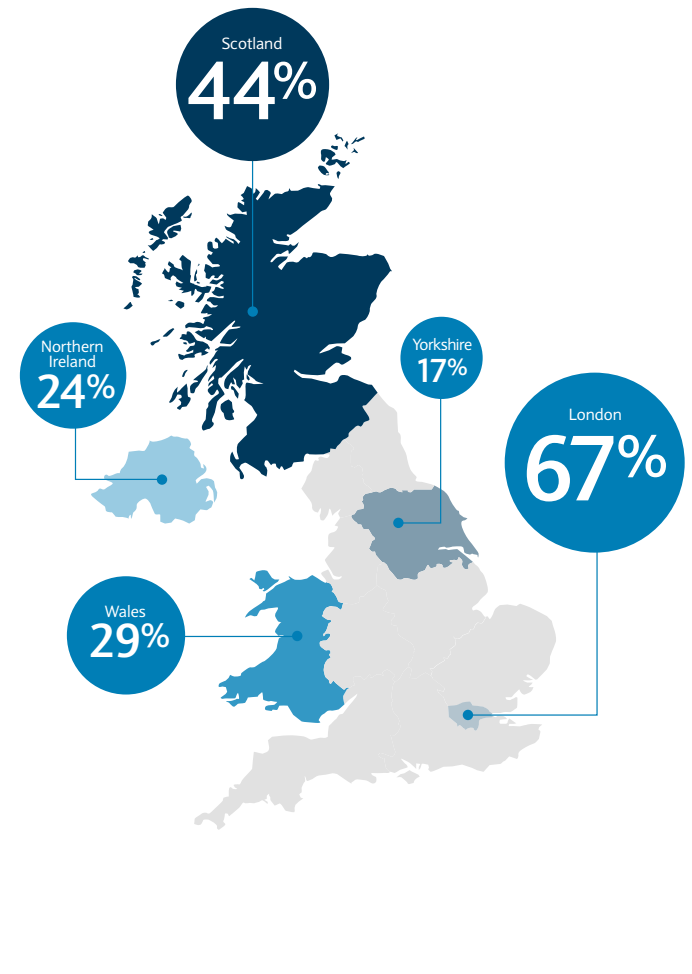 Scotland
44%
Northern
Ireland
24%
Yorkshire
17%
London
67%
Wales
29%